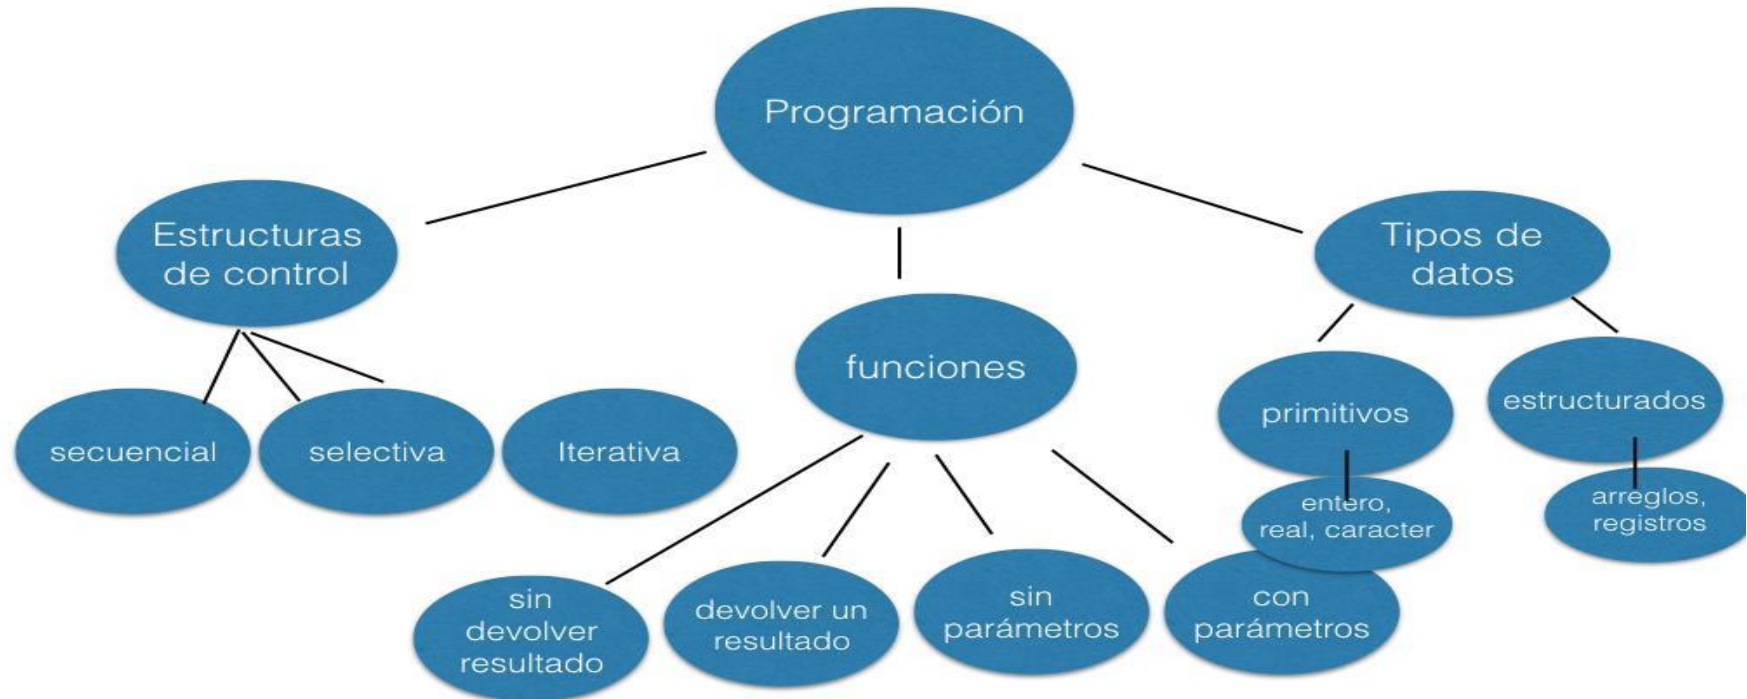 Programación
Estructuras
de control
Tipos de
datos
funciones
secuencial
selectiva
Iterativa
primitivos
estructurados
entero,
real, caracter
arreglos,
registros
sin
devolver
resultado
devolver un
resultado
sin
parámetros
con
parámetros